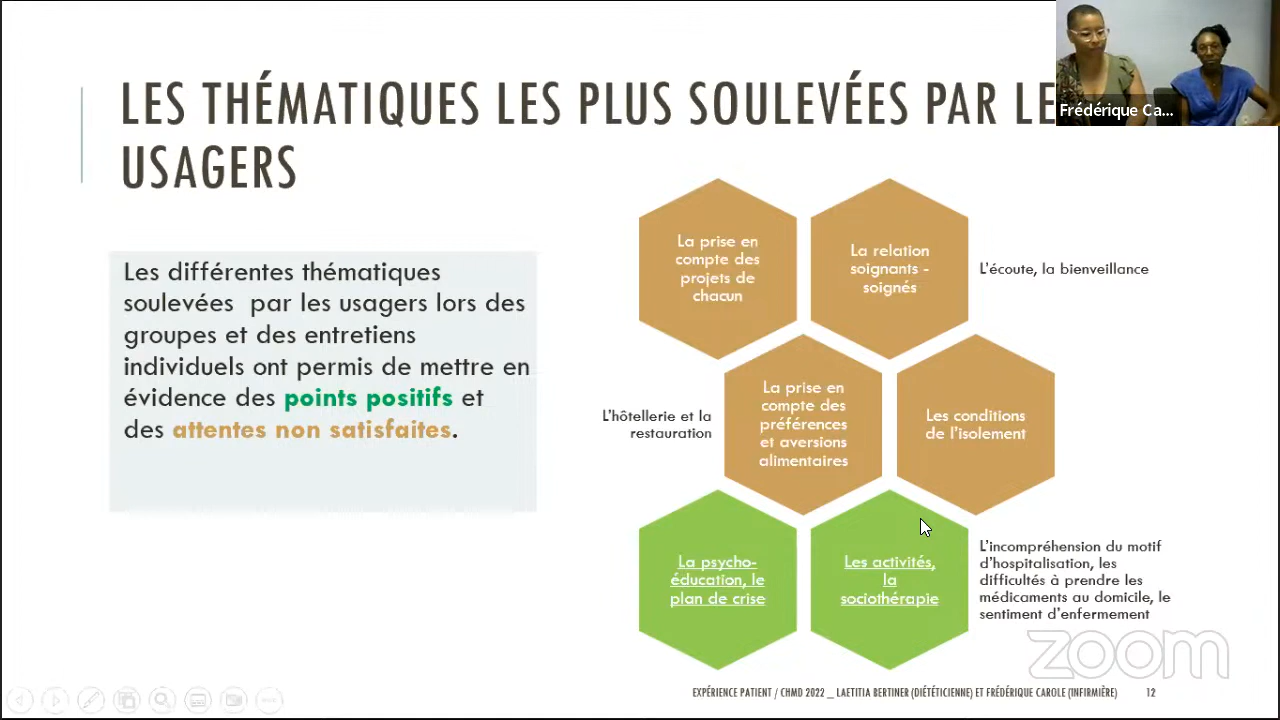 LES THÉMATIQUES LES PLUS SOULEVÉES PAR LE
USAGERS
Frédérique Ca...
Les différentes thématiques
soulevées par les usagers lors des
groupes et des entretiens
individuels ont permis de mettre en
évidence des points positifs et
des attentes non satisfaites.
La prise en
compte des
projets de
chacun
La relation
soignants -
soignés
L'écoute, la bienveillance
L'hôtellerie et la
restauration
La prise en
compte des
préférences
et aversions
alimentaires
Les conditions
de l'isolement
La psycho-
éducation, le
plan de crise
Les activités,
la
sociothérapie
L'incompréhension du motif
d'hospitalisation, les
difficultés à prendre les
médicaments au domicile, le
sentiment d'enfermement
zoom
EXPÉRIENCE PATIENT / CHMD 2022 _ LAETITIA BERTINER (DIÉTÉTICIENNE) ET FRÉDÉRIQUE CAROLE (INFIRMIÈRE)
12